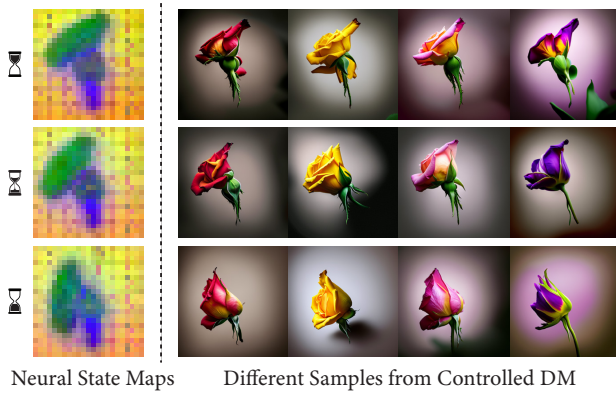 Neural State Maps
Different Samples from Controlled DM